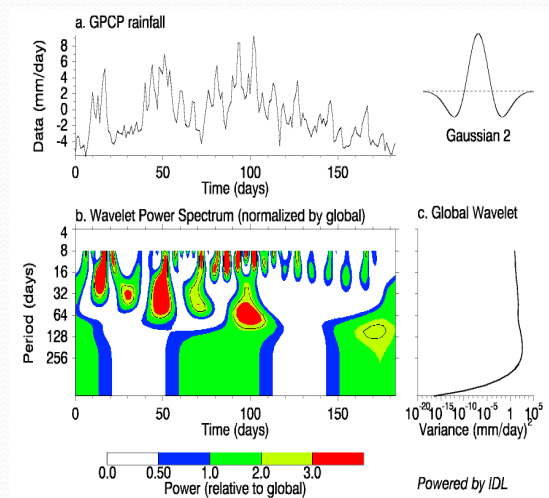 a. GPCP rainfall
Data (mm/day)
8
6
4
2
0
-2
-4
0 50 100 150
Time (days)
Gaussian 2
b. Wavelet Power Spectrum (normalized by global)
Period (days)
4
8
16
32
64
128
256
0 50 100 150
Time (days)
c. Global Wavelet
10-20 10-15 10-10 10-5 1 105
Variance (mm/day)2
0.0 0.50 1.0 2.0 3.0
Power (relative to global)
Powered by IDL